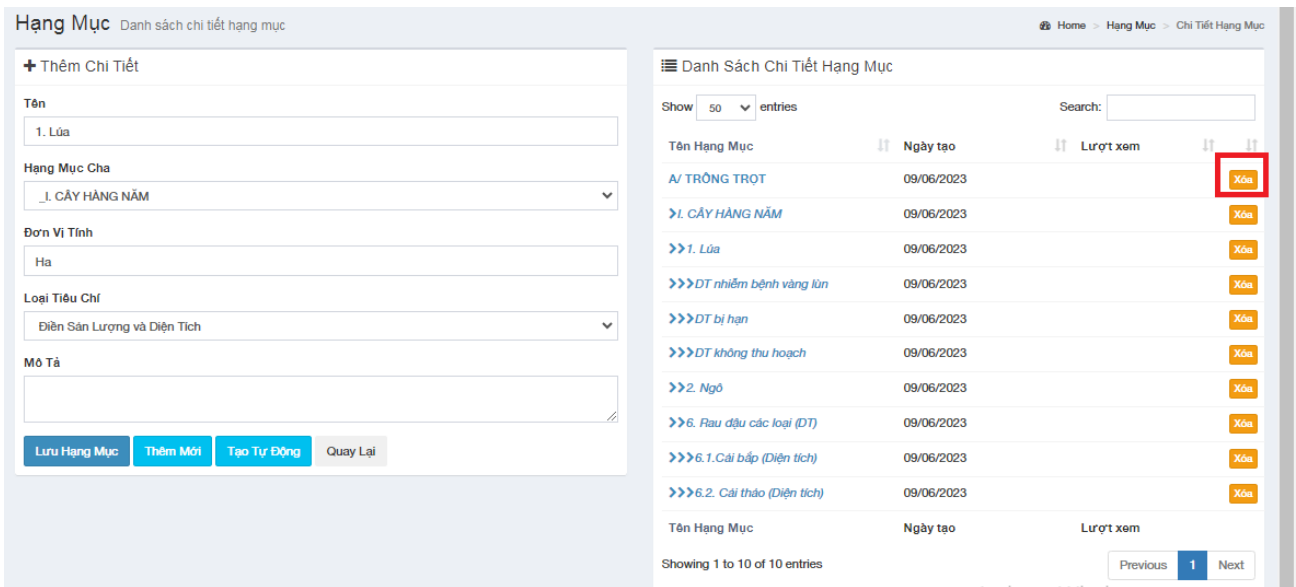 Hạng Mục Danh sách chi tiết hạng mục
Home > Hạng Mục > Chi Tiết Hạng Mục
Thêm Chi Tiết
Tên
1. Lúa
Hạng Mục Cha
_I. CÂY HÀNG NĂM
Đơn Vị Tính
Ha
Loại Tiêu Chí
Điền Sản Lượng và Diện Tích
Mô Tả
Lưu Hạng Mục Thêm Mới Tạo Tự Động Quay Lại
Danh Sách Chi Tiết Hạng Mục
Show 50 entries Search:
Tên Hạng Mục Ngày tạo Lượt xem
A/ TRỒNG TRỌT 09/06/2023 Xóa
>I. CÂY HÀNG NĂM 09/06/2023 Xóa
>>1. Lúa 09/06/2023 Xóa
>>>DT nhiễm bệnh vàng lùn 09/06/2023 Xóa
>>>DT bị hạn 09/06/2023 Xóa
>>>DT không thu hoạch 09/06/2023 Xóa
>>2. Ngô 09/06/2023 Xóa
>>6. Rau đậu các loại (DT) 09/06/2023 Xóa
>>>6.1.Cải bắp (Diện tích) 09/06/2023 Xóa
>>>6.2. Cải thảo (Diện tích) 09/06/2023 Xóa
Tên Hạng Mục Ngày tạo Lượt xem
Showing 1 to 10 of 10 entries
Previous 1 Next